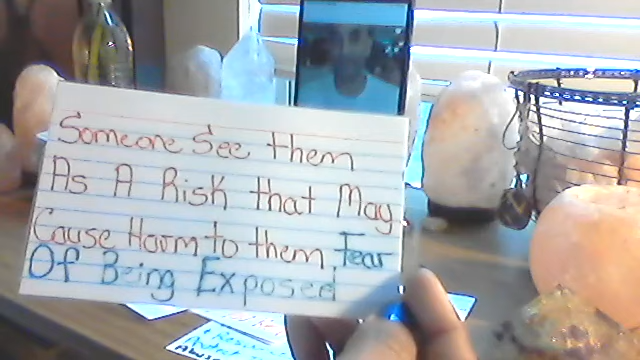 Someone See them
As A Risk that May
Cause Harm to them, Fear
Of Being Exposed